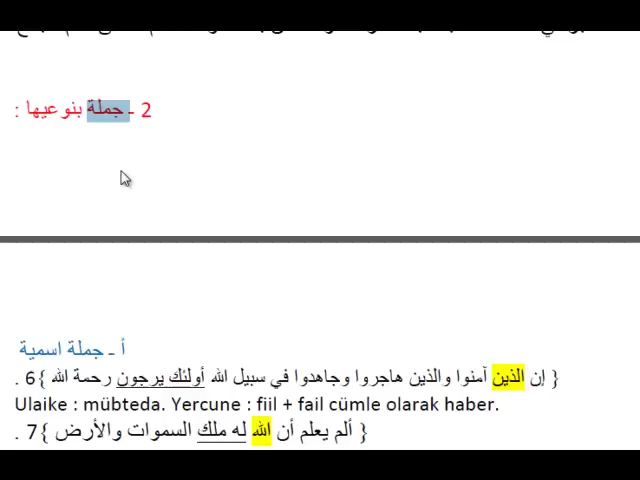 2 ـ جملة بنوعيها :
أ ـ جملة اسمية
{ إن الذين آمنوا والذين هاجروا وجاهدوا في سبيل الله أولئك يرجون رحمة الله }6 .
Ulaike : mübteda. Yercune : fiil + fail cümle olarak haber.
{ ألم يعلم أن الله له ملك السموات والأرض }7 .